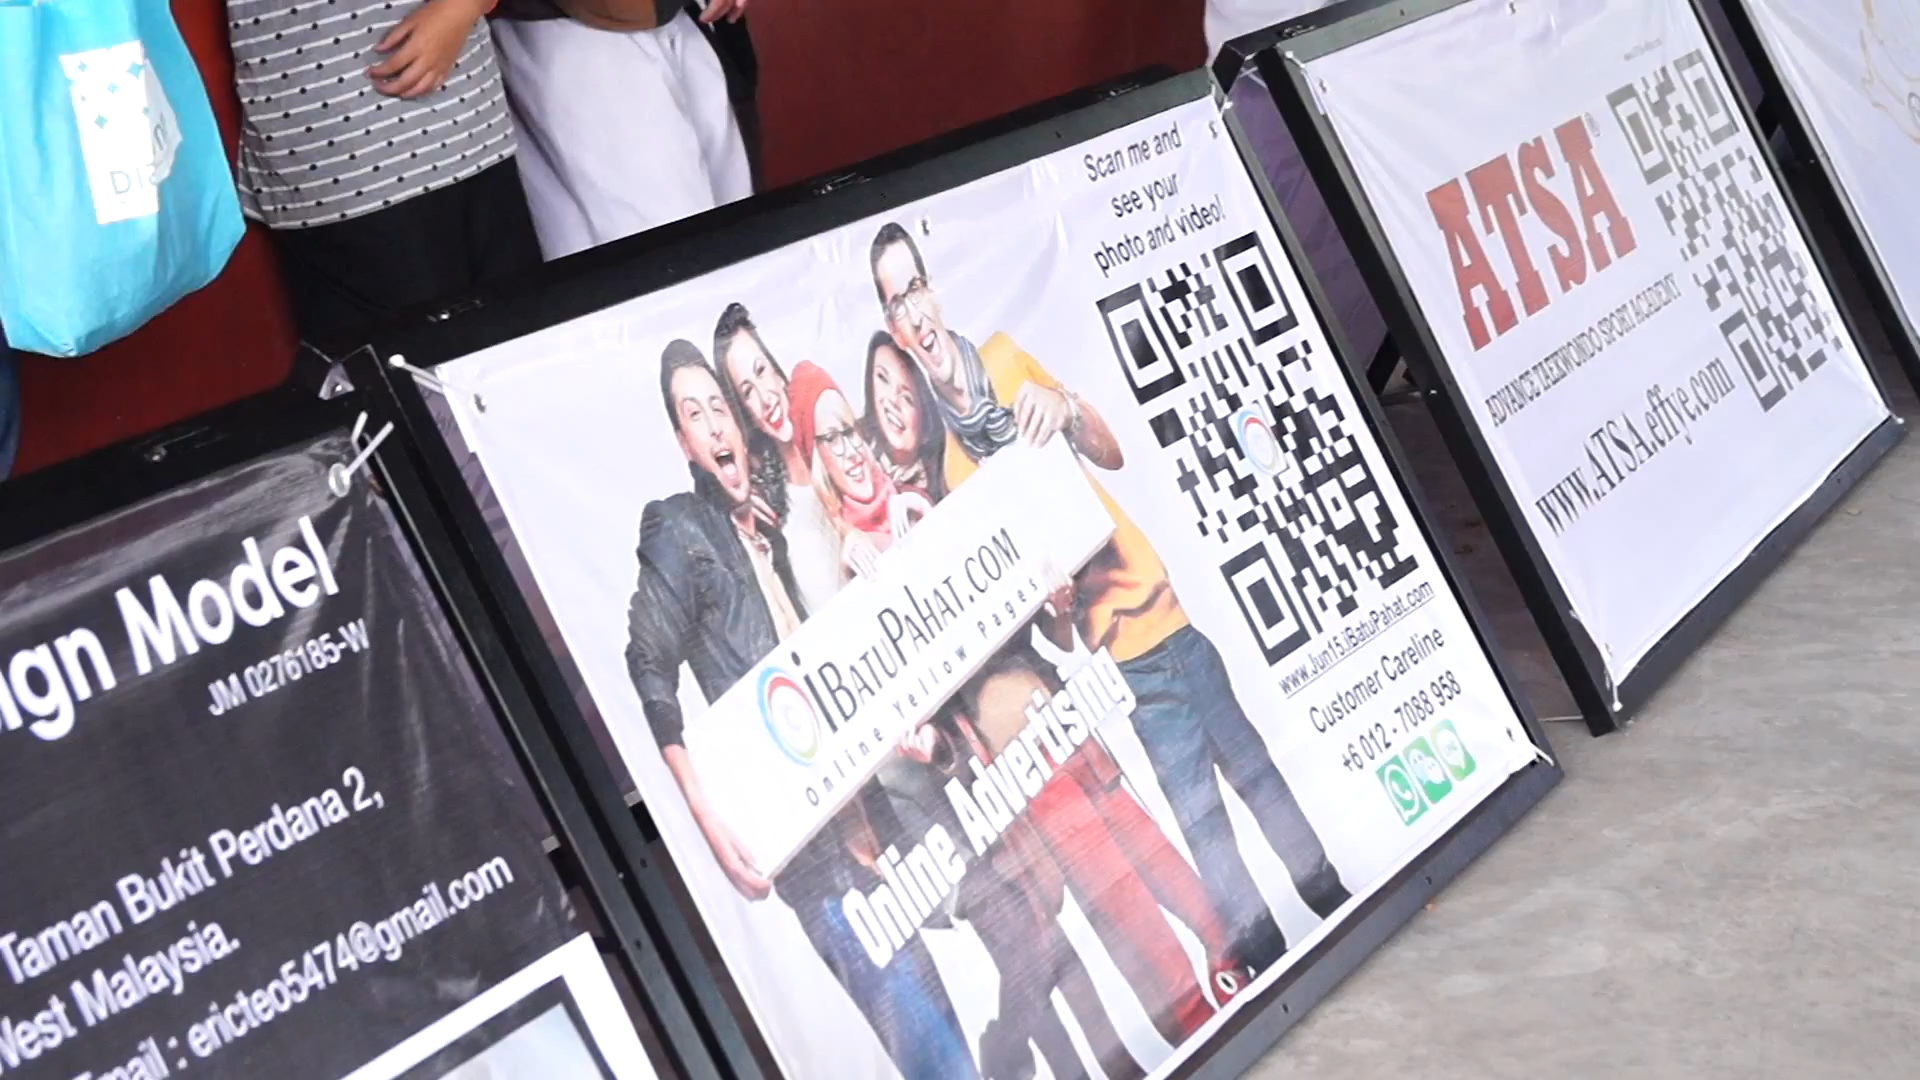 Model
JM 0276185-W
Taman Bukit Perdana 2,
West Malaysia.
Email : ericteo5474@gmail.com
Scan me and
see your
photo and video!
iBATUPAHAT.COM
Online Yellow Pages
Online Advertising
www.Jun15.iBatuPahat.com
Customer Careline
+6 012 - 7088 958
ATSA®
ADVANCE TAEKWONDO SPORT ACADEMY
www.ATSA.effye.com